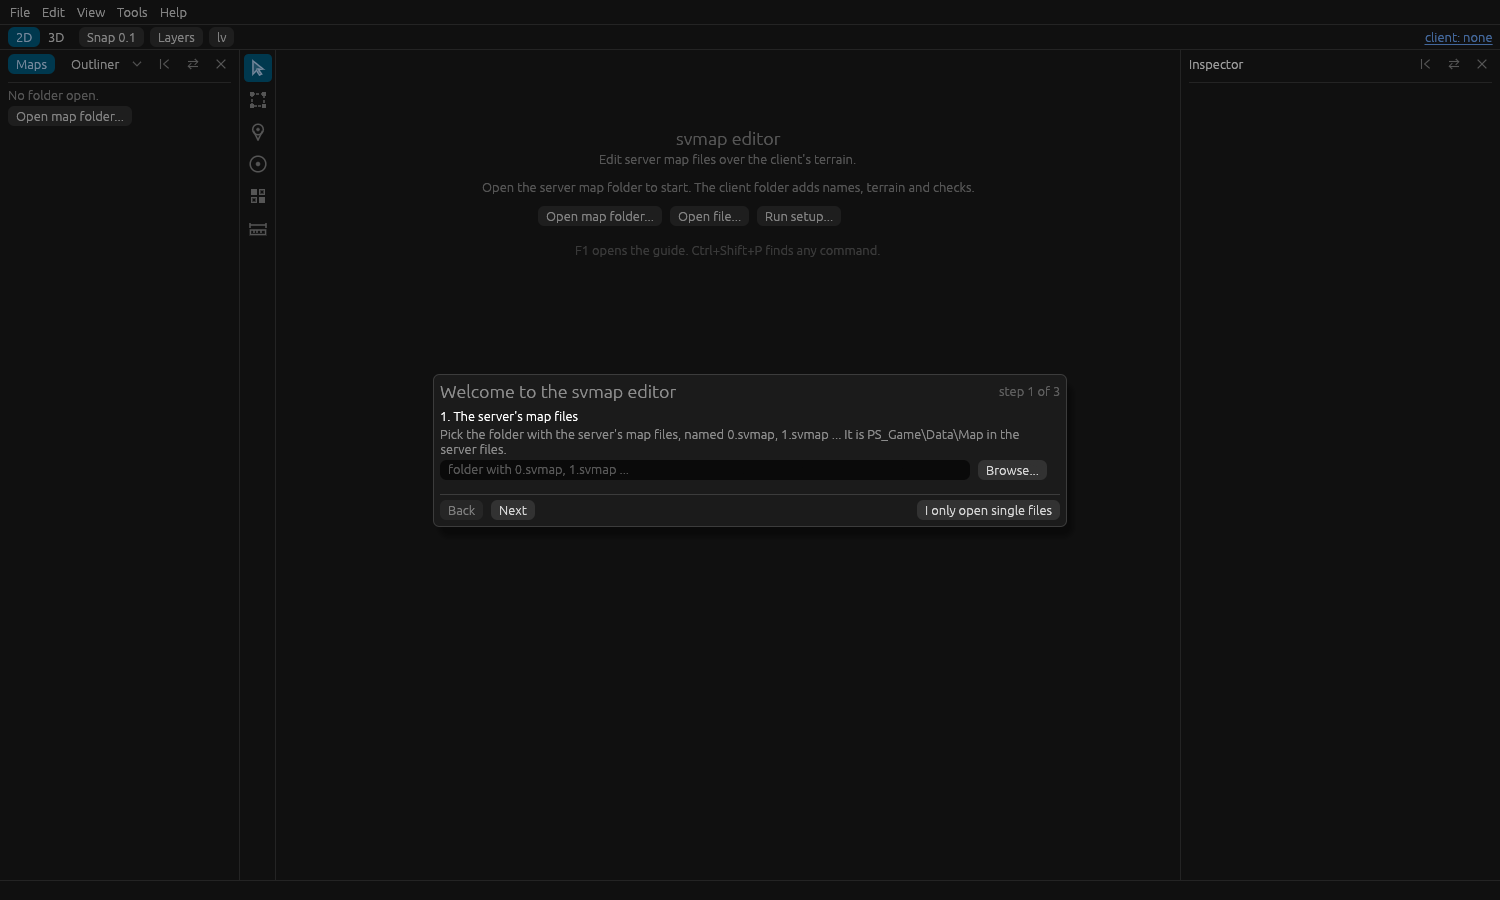 File Edit View Tools Help
2D 3D Snap 0.1 Layers lv client: none
Maps Outliner
Inspector
No folder open.
Open map folder...
svmap editor
Edit server map files over the client's terrain.
Open the server map folder to start. The client folder adds names, terrain and checks.
Open map folder... Open file... Run setup...
F1 opens the guide. Ctrl+Shift+P finds any command.
Welcome to the svmap editor step 1 of 3
1. The server's map files
Pick the folder with the server's map files, named 0.svmap, 1.svmap ... It is PS_Game\Data\Map in the
server files.
folder with 0.svmap, 1.svmap ... Browse...
Back Next I only open single files